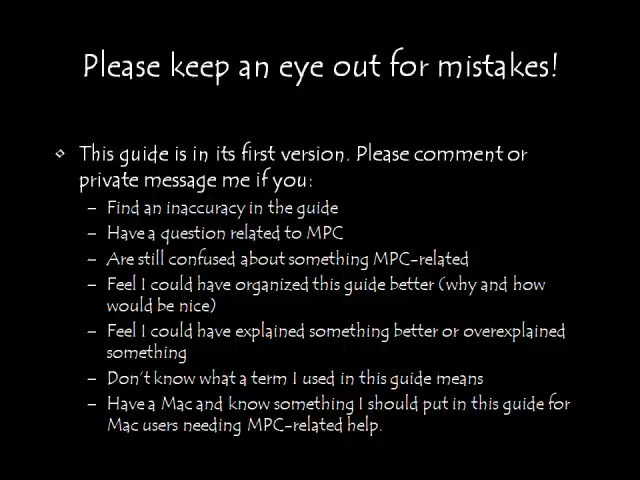 Please keep an eye out for mistakes!
• This guide is in its first version. Please comment or
private message me if you:
– Find an inaccuracy in the guide
– Have a question related to MPC
– Are still confused about something MPC-related
– Feel I could have organized this guide better (why and how
would be nice)
– Feel I could have explained something better or overexplained
something
– Don't know what a term I used in this guide means
– Have a Mac and know something I should put in this guide for
Mac users needing MPC-related help.